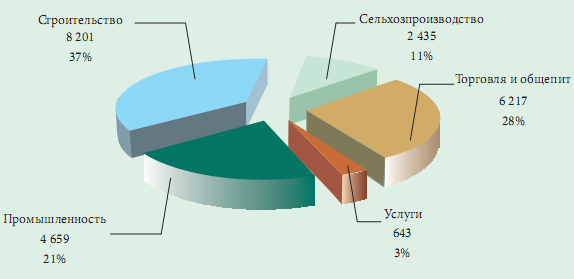 Строительство
8 201
37%
Сельхозпроизводство
2 435
11%
Торговля и общепит
6 217
28%
Промышленность
4 659
21%
Услуги
643
3%